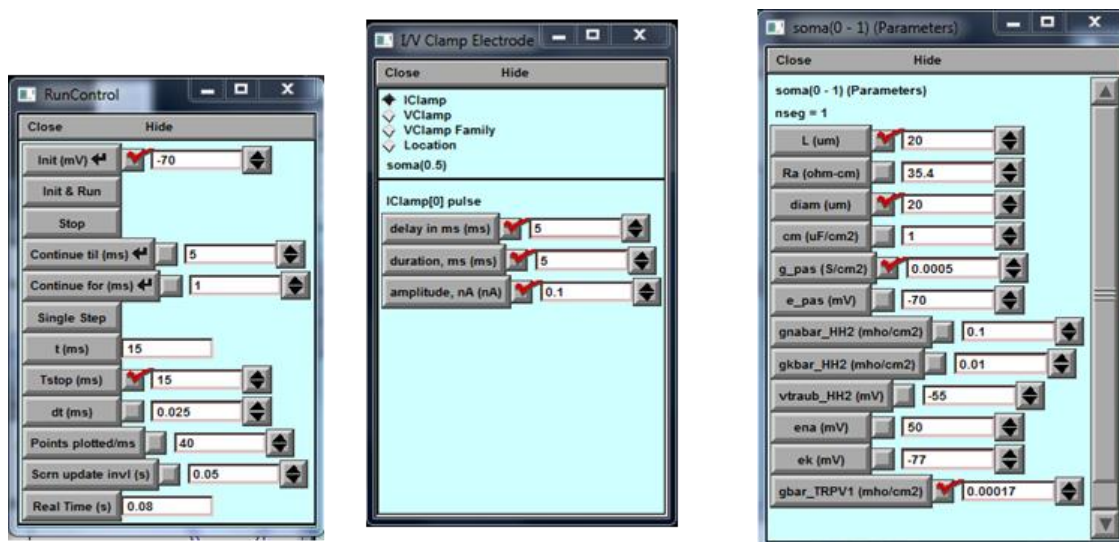 RunControl
Close Hide
Init (mV) -70
Init & Run
Stop
Continue til (ms) 5
Continue for (ms) 1
Single Step
t (ms) 15
Tstop (ms) 15
dt (ms) 0.025
Points plotted/ms 40
Scrn update invl (s) 0.05
Real Time (s) 0.08
I/V Clamp Electrode
Close Hide
IClamp
VClamp
VClamp Family
Location
soma(0.5)
IClamp[0] pulse
delay in ms (ms) 5
duration, ms (ms) 5
amplitude, nA (nA) 0.1
soma(0 - 1) (Parameters)
Close Hide
soma(0 - 1) (Parameters)
nseg = 1
L (um) 20
Ra (ohm-cm) 35.4
diam (um) 20
cm (uF/cm2) 1
g_pas (S/cm2) 0.0005
e_pas (mV) -70
gnabar_HH2 (mho/cm2) 0.1
gkbar_HH2 (mho/cm2) 0.01
vtraub_HH2 (mV) -55
ena (mV) 50
ek (mV) -77
gbar_TRPV1 (mho/cm2) 0.00017